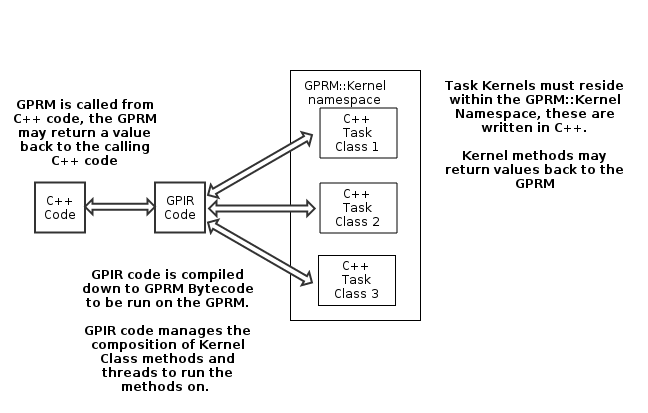 GPRM is called from
C++ code, the GPRM
may return a value
back to the calling
C++ code
C++
Code
GPIR
Code
GPIR code is compiled
down to GPRM Bytecode
to be run on the GPRM.
GPIR code manages the
composition of Kernel
Class methods and
threads to run the
methods on.
GPRM::Kernel
namespace
C++
Task
Class 1
C++
Task
Class 2
C++
Task
Class 3
Task Kernels must reside
within the GPRM::Kernel
Namespace, these are
written in C++.
Kernel methods may
return values back to the
GPRM